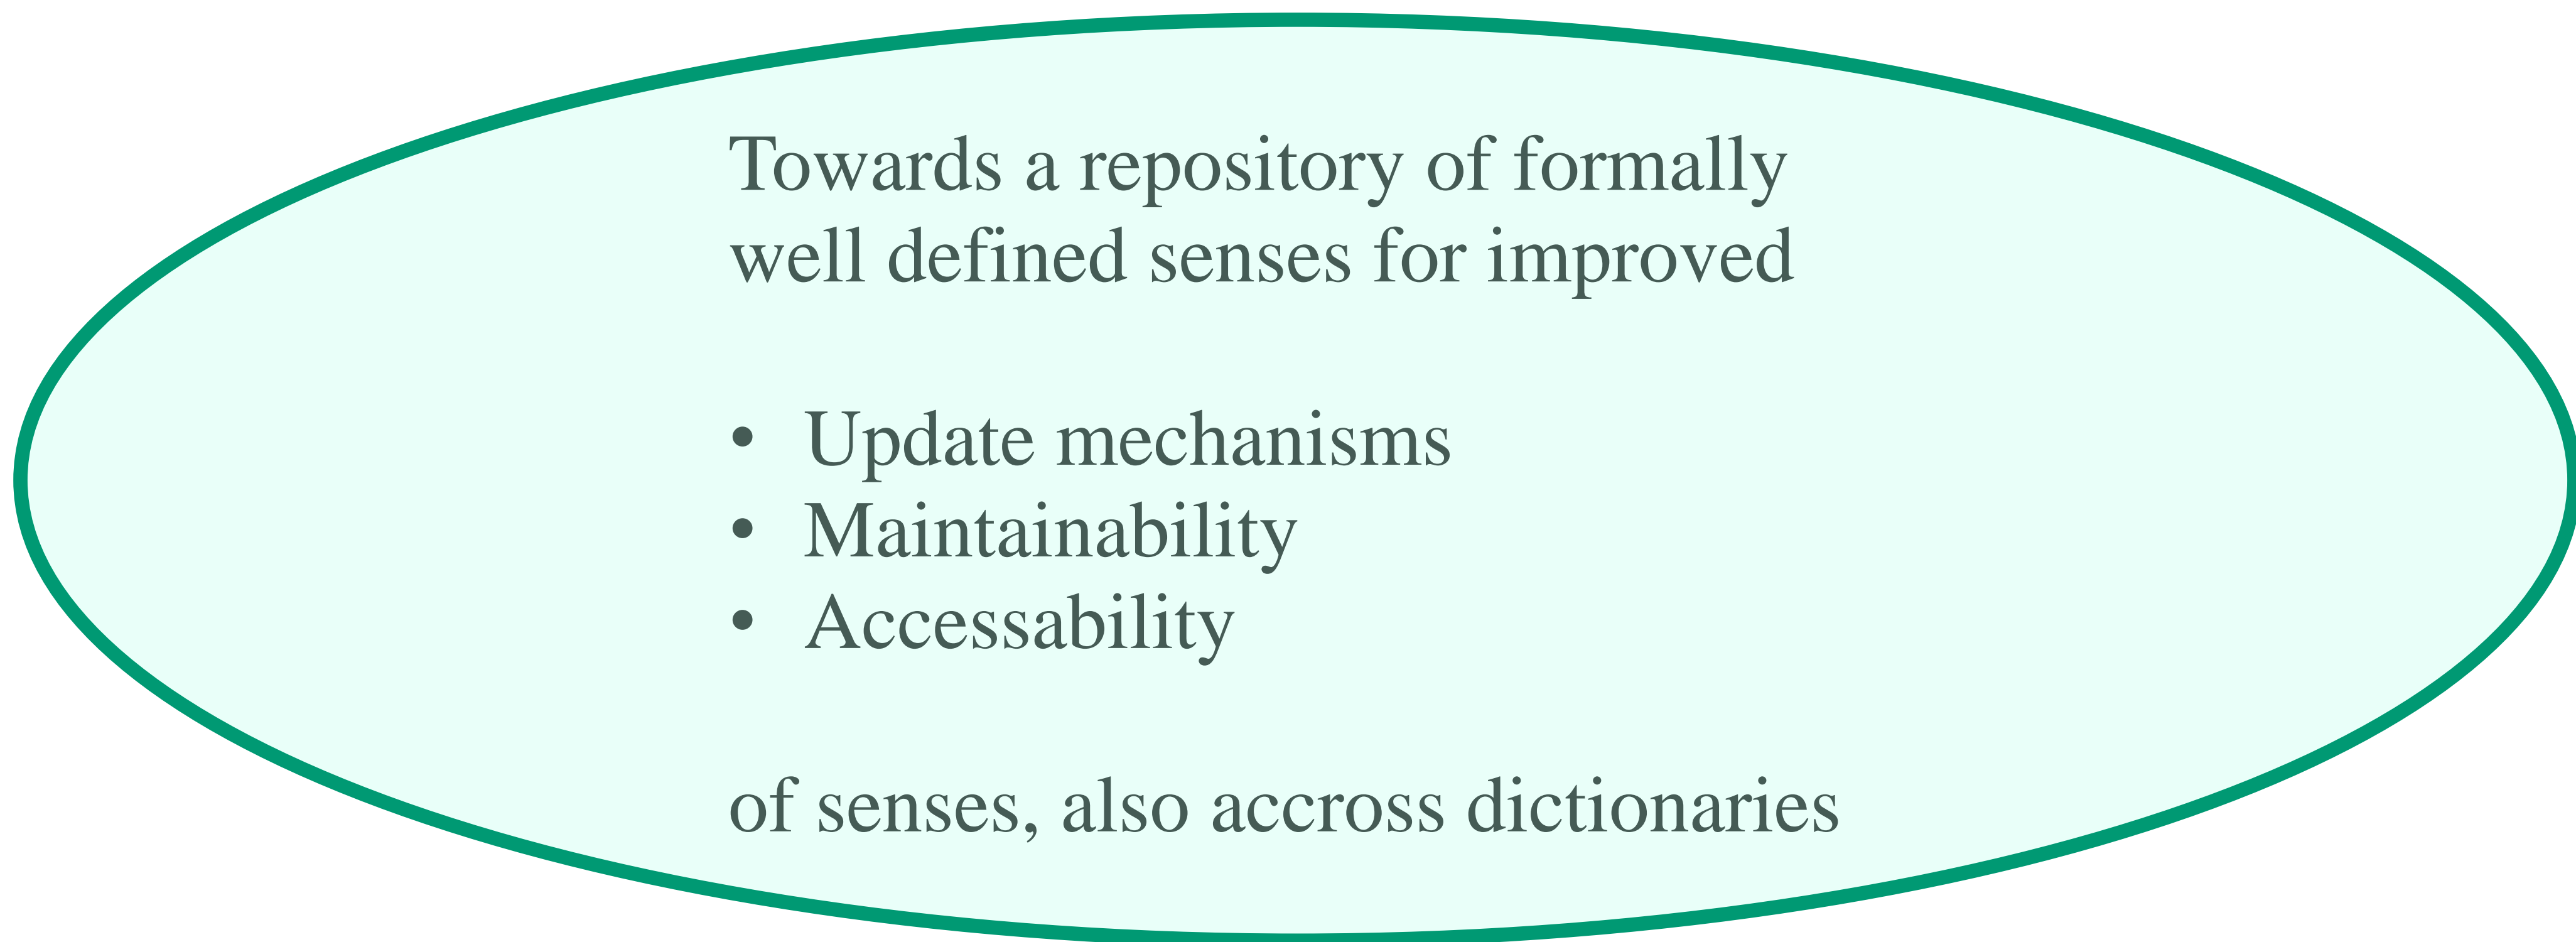 Towards a repository of formally
well defined senses for improved
• Update mechanisms
• Maintainability
• Accessability
of senses, also accross dictionaries